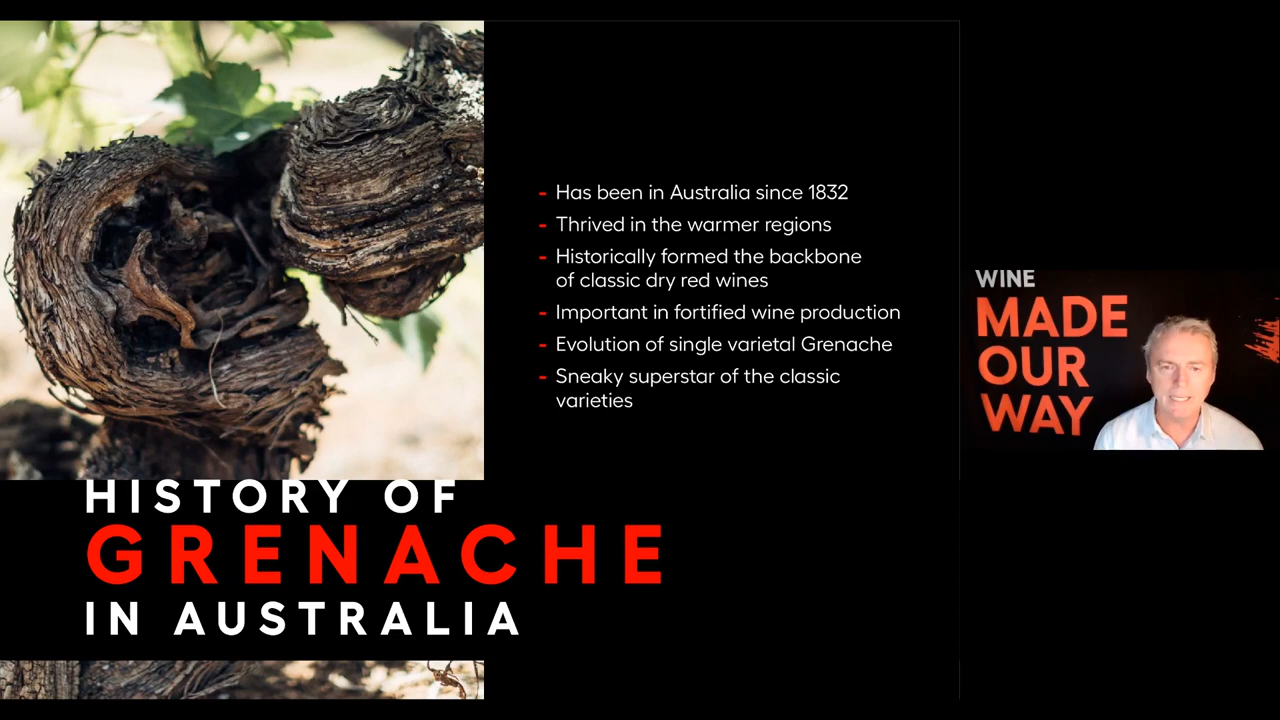 - Has been in Australia since 1832
- Thrived in the warmer regions
- Historically formed the backbone
of classic dry red wines
- Important in fortified wine production
- Evolution of single varietal Grenache
- Sneaky superstar of the classic
varieties
HISTORY OF
GRENACHE
IN AUSTRALIA
WINE
MADE
OUR
WAY